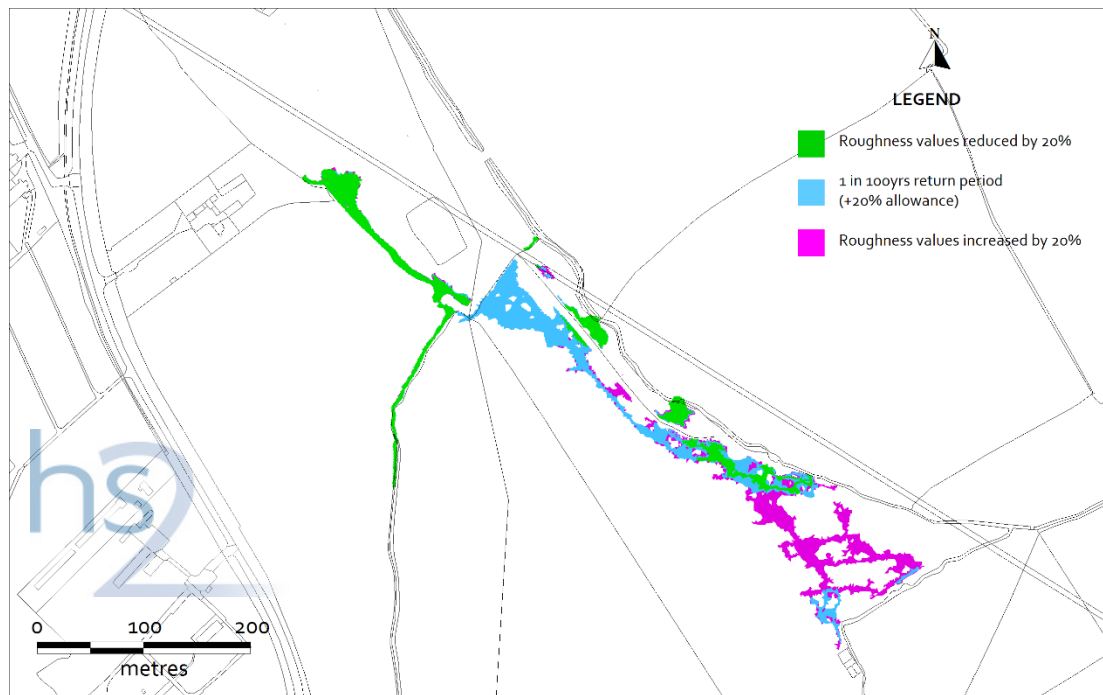 N
LEGEND
Roughness values reduced by 20%
1 in 100yrs return period
(+20% allowance)
Roughness values increased by 20%
hs2
0 100 200
metres